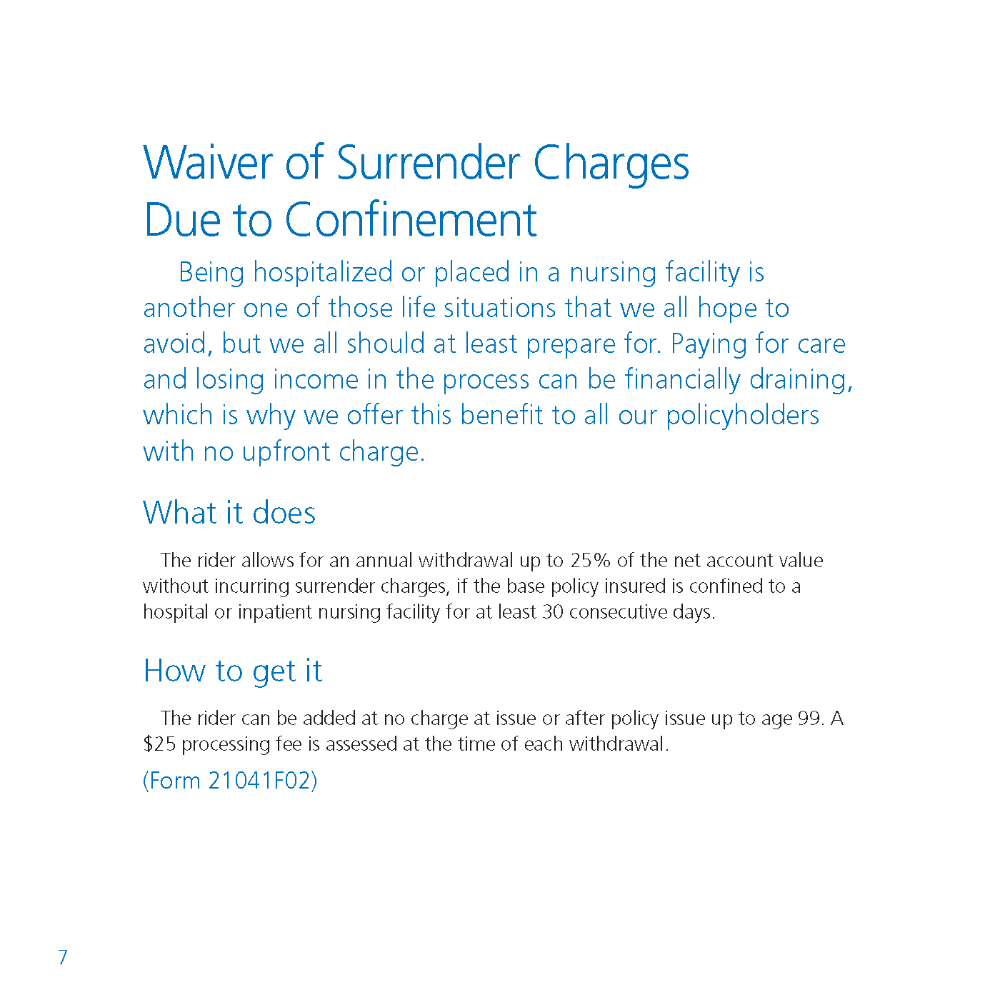 Waiver of Surrender Charges
Due to Confinement
Being hospitalized or placed in a nursing facility is
another one of those life situations that we all hope to
avoid, but we all should at least prepare for. Paying for care
and losing income in the process can be financially draining,
which is why we offer this benefit to all our policyholders
with no upfront charge.
What it does
The rider allows for an annual withdrawal up to 25% of the net account value
without incurring surrender charges, if the base policy insured is confined to a
hospital or inpatient nursing facility for at least 30 consecutive days.
How to get it
The rider can be added at no charge at issue or after policy issue up to age 99. A
$25 processing fee is assessed at the time of each withdrawal.
(Form 21041F02)
7